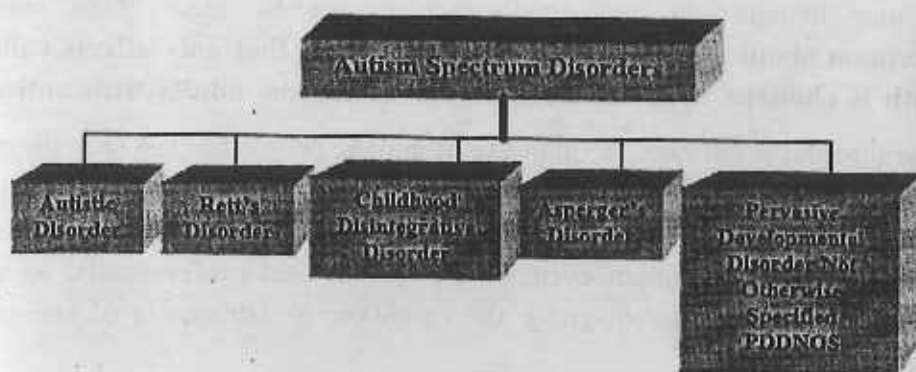 Autism Spectrum Disorders
Autistic
Disorder
Rett's
Disorder
Childhood
Disintegrative
Disorder
Asperger's
Disorder
Pervasive
Developmental
Disorder Not
Otherwise
Specified
PDDNOS